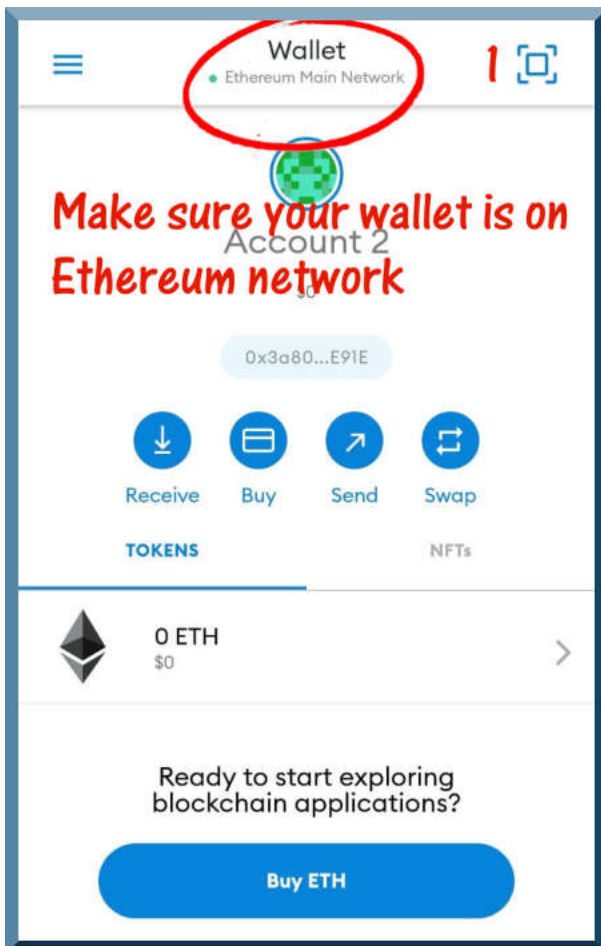 Wallet
Ethereum Main Network
1
Make sure your wallet is on
Account 2
Ethereum network
$0
0x3a80...E91E
Receive Buy Send Swap
TOKENS NFTs
0 ETH
$0
Ready to start exploring
blockchain applications?
Buy ETH